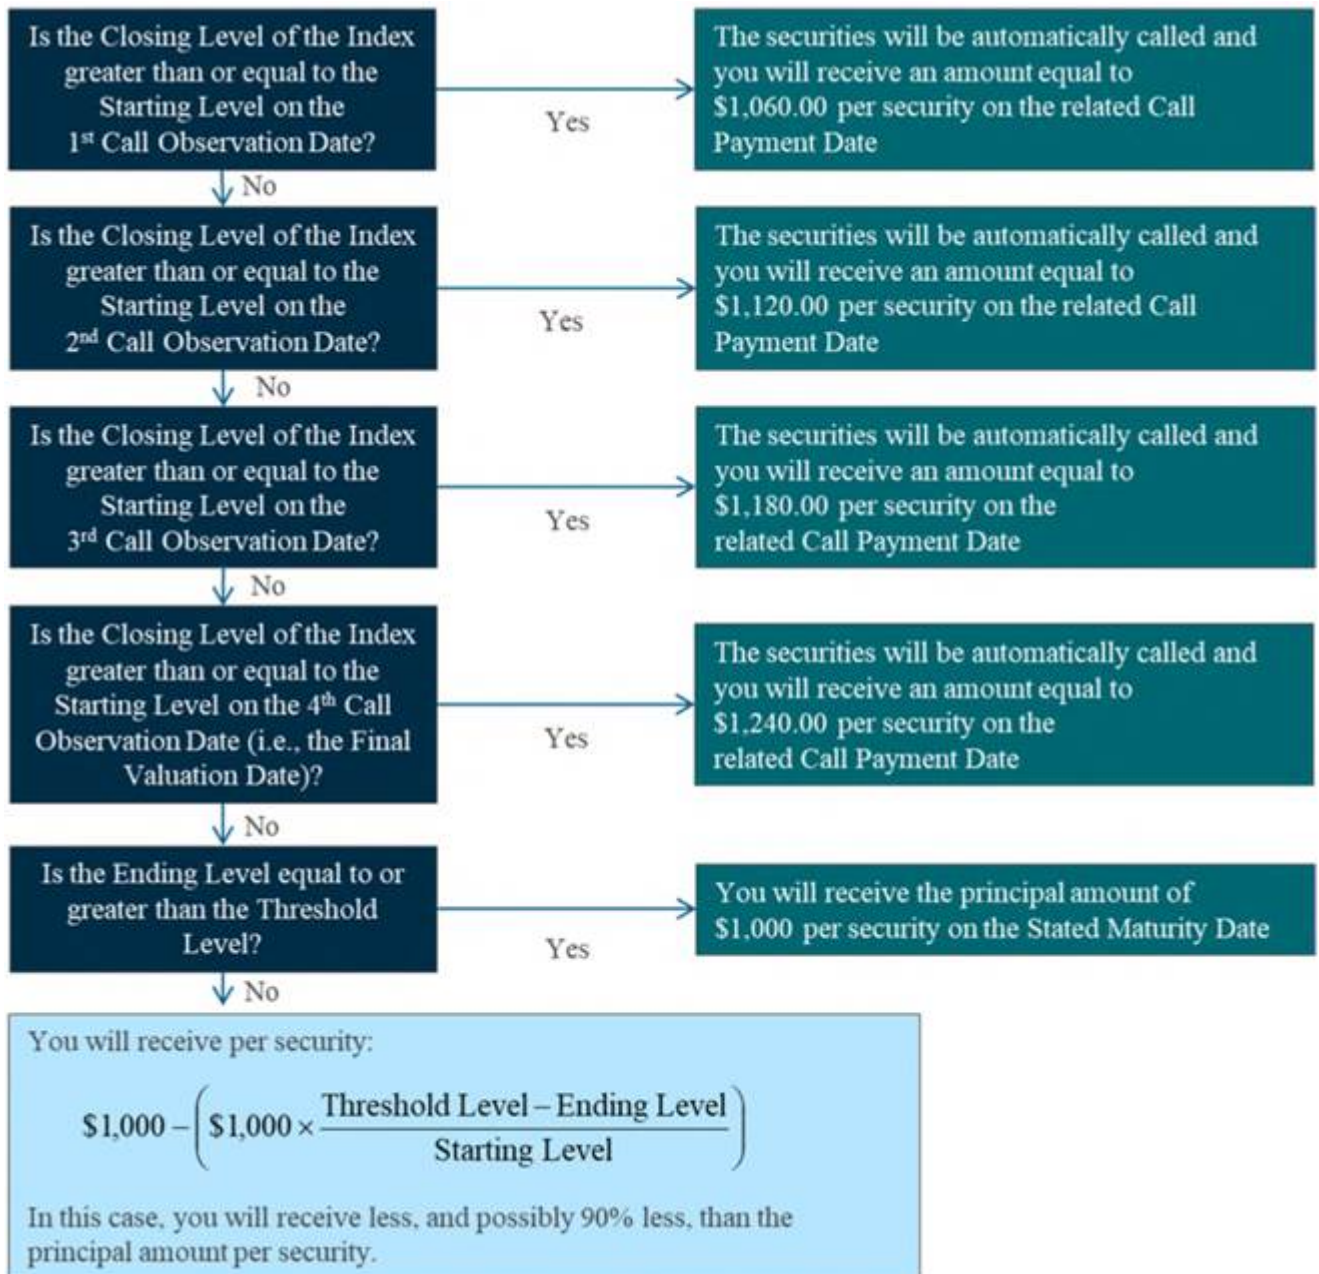 Is the Closing Level of the Index
greater than or equal to the
Starting Level on the
1st Call Observation Date?
Yes
The securities will be automatically called and
you will receive an amount equal to
$1,060.00 per security on the related Call
Payment Date
No
Is the Closing Level of the Index
greater than or equal to the
Starting Level on the
2nd Call Observation Date?
Yes
The securities will be automatically called and
you will receive an amount equal to
$1,120.00 per security on the related Call
Payment Date
No
Is the Closing Level of the Index
greater than or equal to the
Starting Level on the
3rd Call Observation Date?
Yes
The securities will be automatically called and
you will receive an amount equal to
$1,180.00 per security on the
related Call Payment Date
No
Is the Closing Level of the Index
greater than or equal to the
Starting Level on the 4th Call
Observation Date (i.e., the Final
Valuation Date)?
Yes
The securities will be automatically called and
you will receive an amount equal to
$1,240.00 per security on the
related Call Payment Date
No
Is the Ending Level equal to or
greater than the Threshold
Level?
Yes
You will receive the principal amount of
$1,000 per security on the Stated Maturity Date
No
You will receive per security:
$1,000 − ($1,000 × Threshold Level − Ending Level
Starting Level)
In this case, you will receive less, and possibly 90% less, than the
principal amount per security.